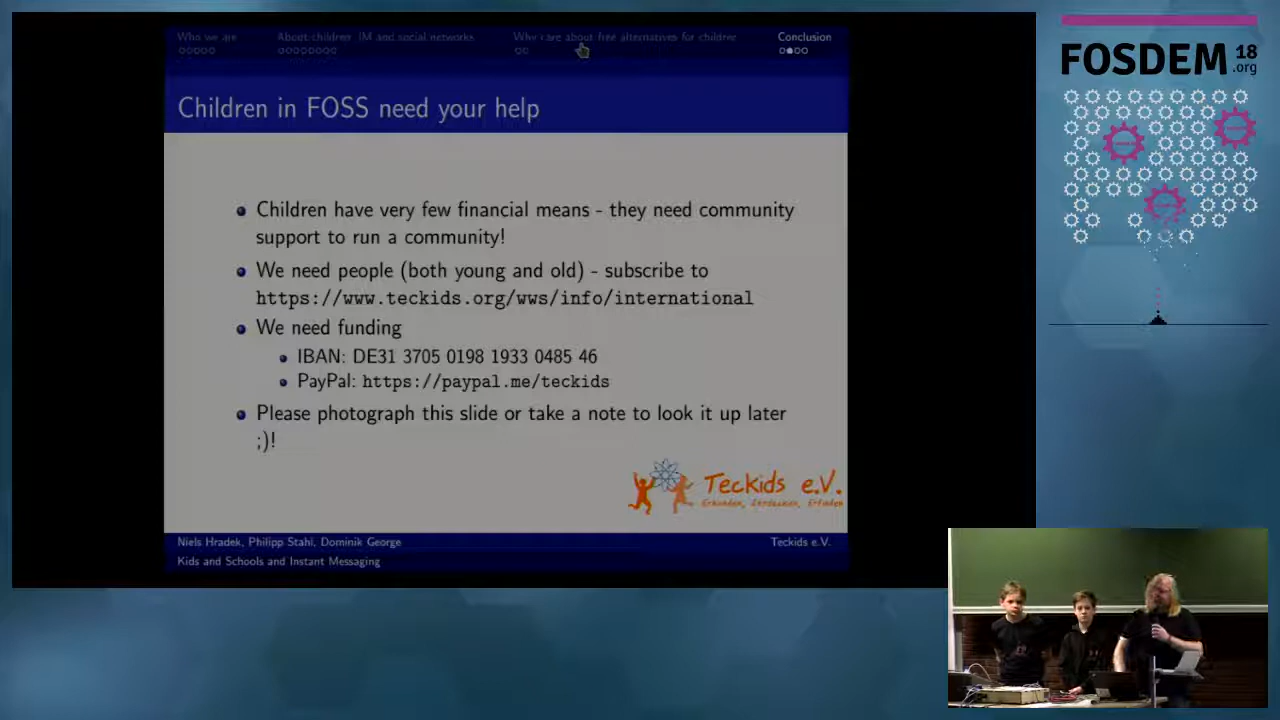 Who we are
About children, IM and social networks
Why care about free alternatives for children
Conclusion
FOSDEM 18
.org
Children in FOSS need your help
Children have very few financial means - they need community
support to run a community!
We need people (both young and old) - subscribe to
https://www.teckids.org/wws/info/international
We need funding
IBAN: DE31 3705 0198 1933 0485 46
PayPal: https://paypal.me/teckids
Please photograph this slide or take a note to look it up later
;)!
Teckids e.V.
Erkunden, Entdecken, Erfinden
Niels Hradek, Philipp Stahl, Dominik George
Teckids e.V.
Kids and Schools and Instant Messaging